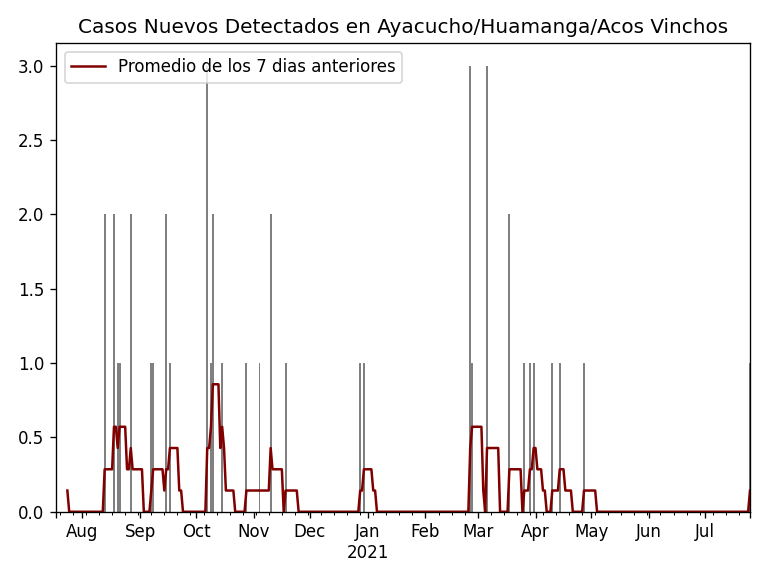 Casos Nuevos Detectados en Ayacucho/Huamanga/Acos Vinchos
Promedio de los 7 dias anteriores
3.0
2.5
2.0
1.5
1.0
0.5
0.0
Aug Sep Oct Nov Dec Jan Feb Mar Apr May Jun Jul
2021